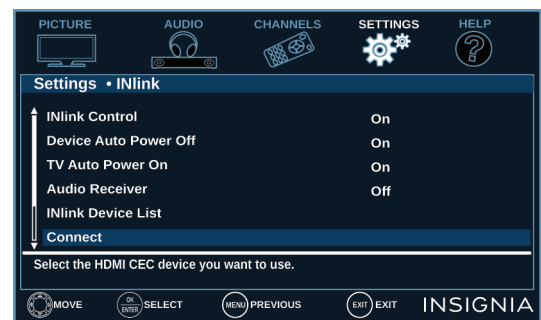 PICTURE AUDIO CHANNELS SETTINGS HELP
Settings • INlink
INlink Control On
Device Auto Power Off On
TV Auto Power On On
Audio Receiver Off
INlink Device List
Connect
Select the HDMI CEC device you want to use.
MOVE OK ENTER SELECT MENU PREVIOUS EXIT EXIT INSIGNIA